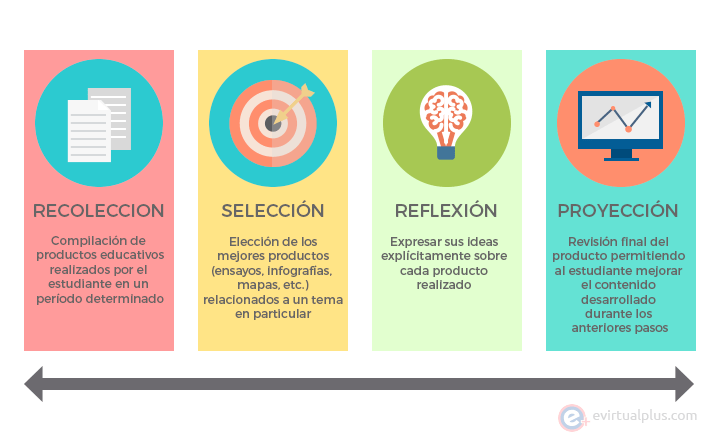 RECOLECCION
Compilación de
productos educativos
realizados por el
estudiante en un
período determinado
SELECCIÓN
Elección de los
mejores productos
(ensayos, infografías,
mapas, etc.)
relacionados a un tema
en particular
REFLEXIÓN
Expresar sus ideas
explícitamente sobre
cada producto
realizado
PROYECCIÓN
Revisión final del
producto permitiendo
al estudiante mejorar
el contenido
desarrollado
durante los
anteriores pasos
e+ evirtualplus.com